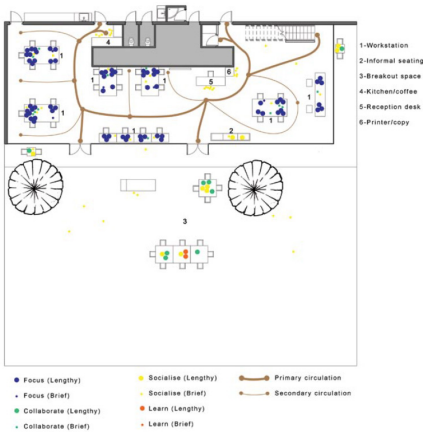 4
1
1
1
1
5
6
1
1
1
1
2
3
1-Workstation
2-Informal seating
3-Breakout space
4-Kitchen/coffee
5-Reception desk
6-Printer/copy
Focus (Lengthy)
Focus (Brief)
Collaborate (Lengthy)
Collaborate (Brief)
Socialise (Lengthy)
Socialise (Brief)
Learn (Lengthy)
Learn (Brief)
Primary circulation
Secondary circulation